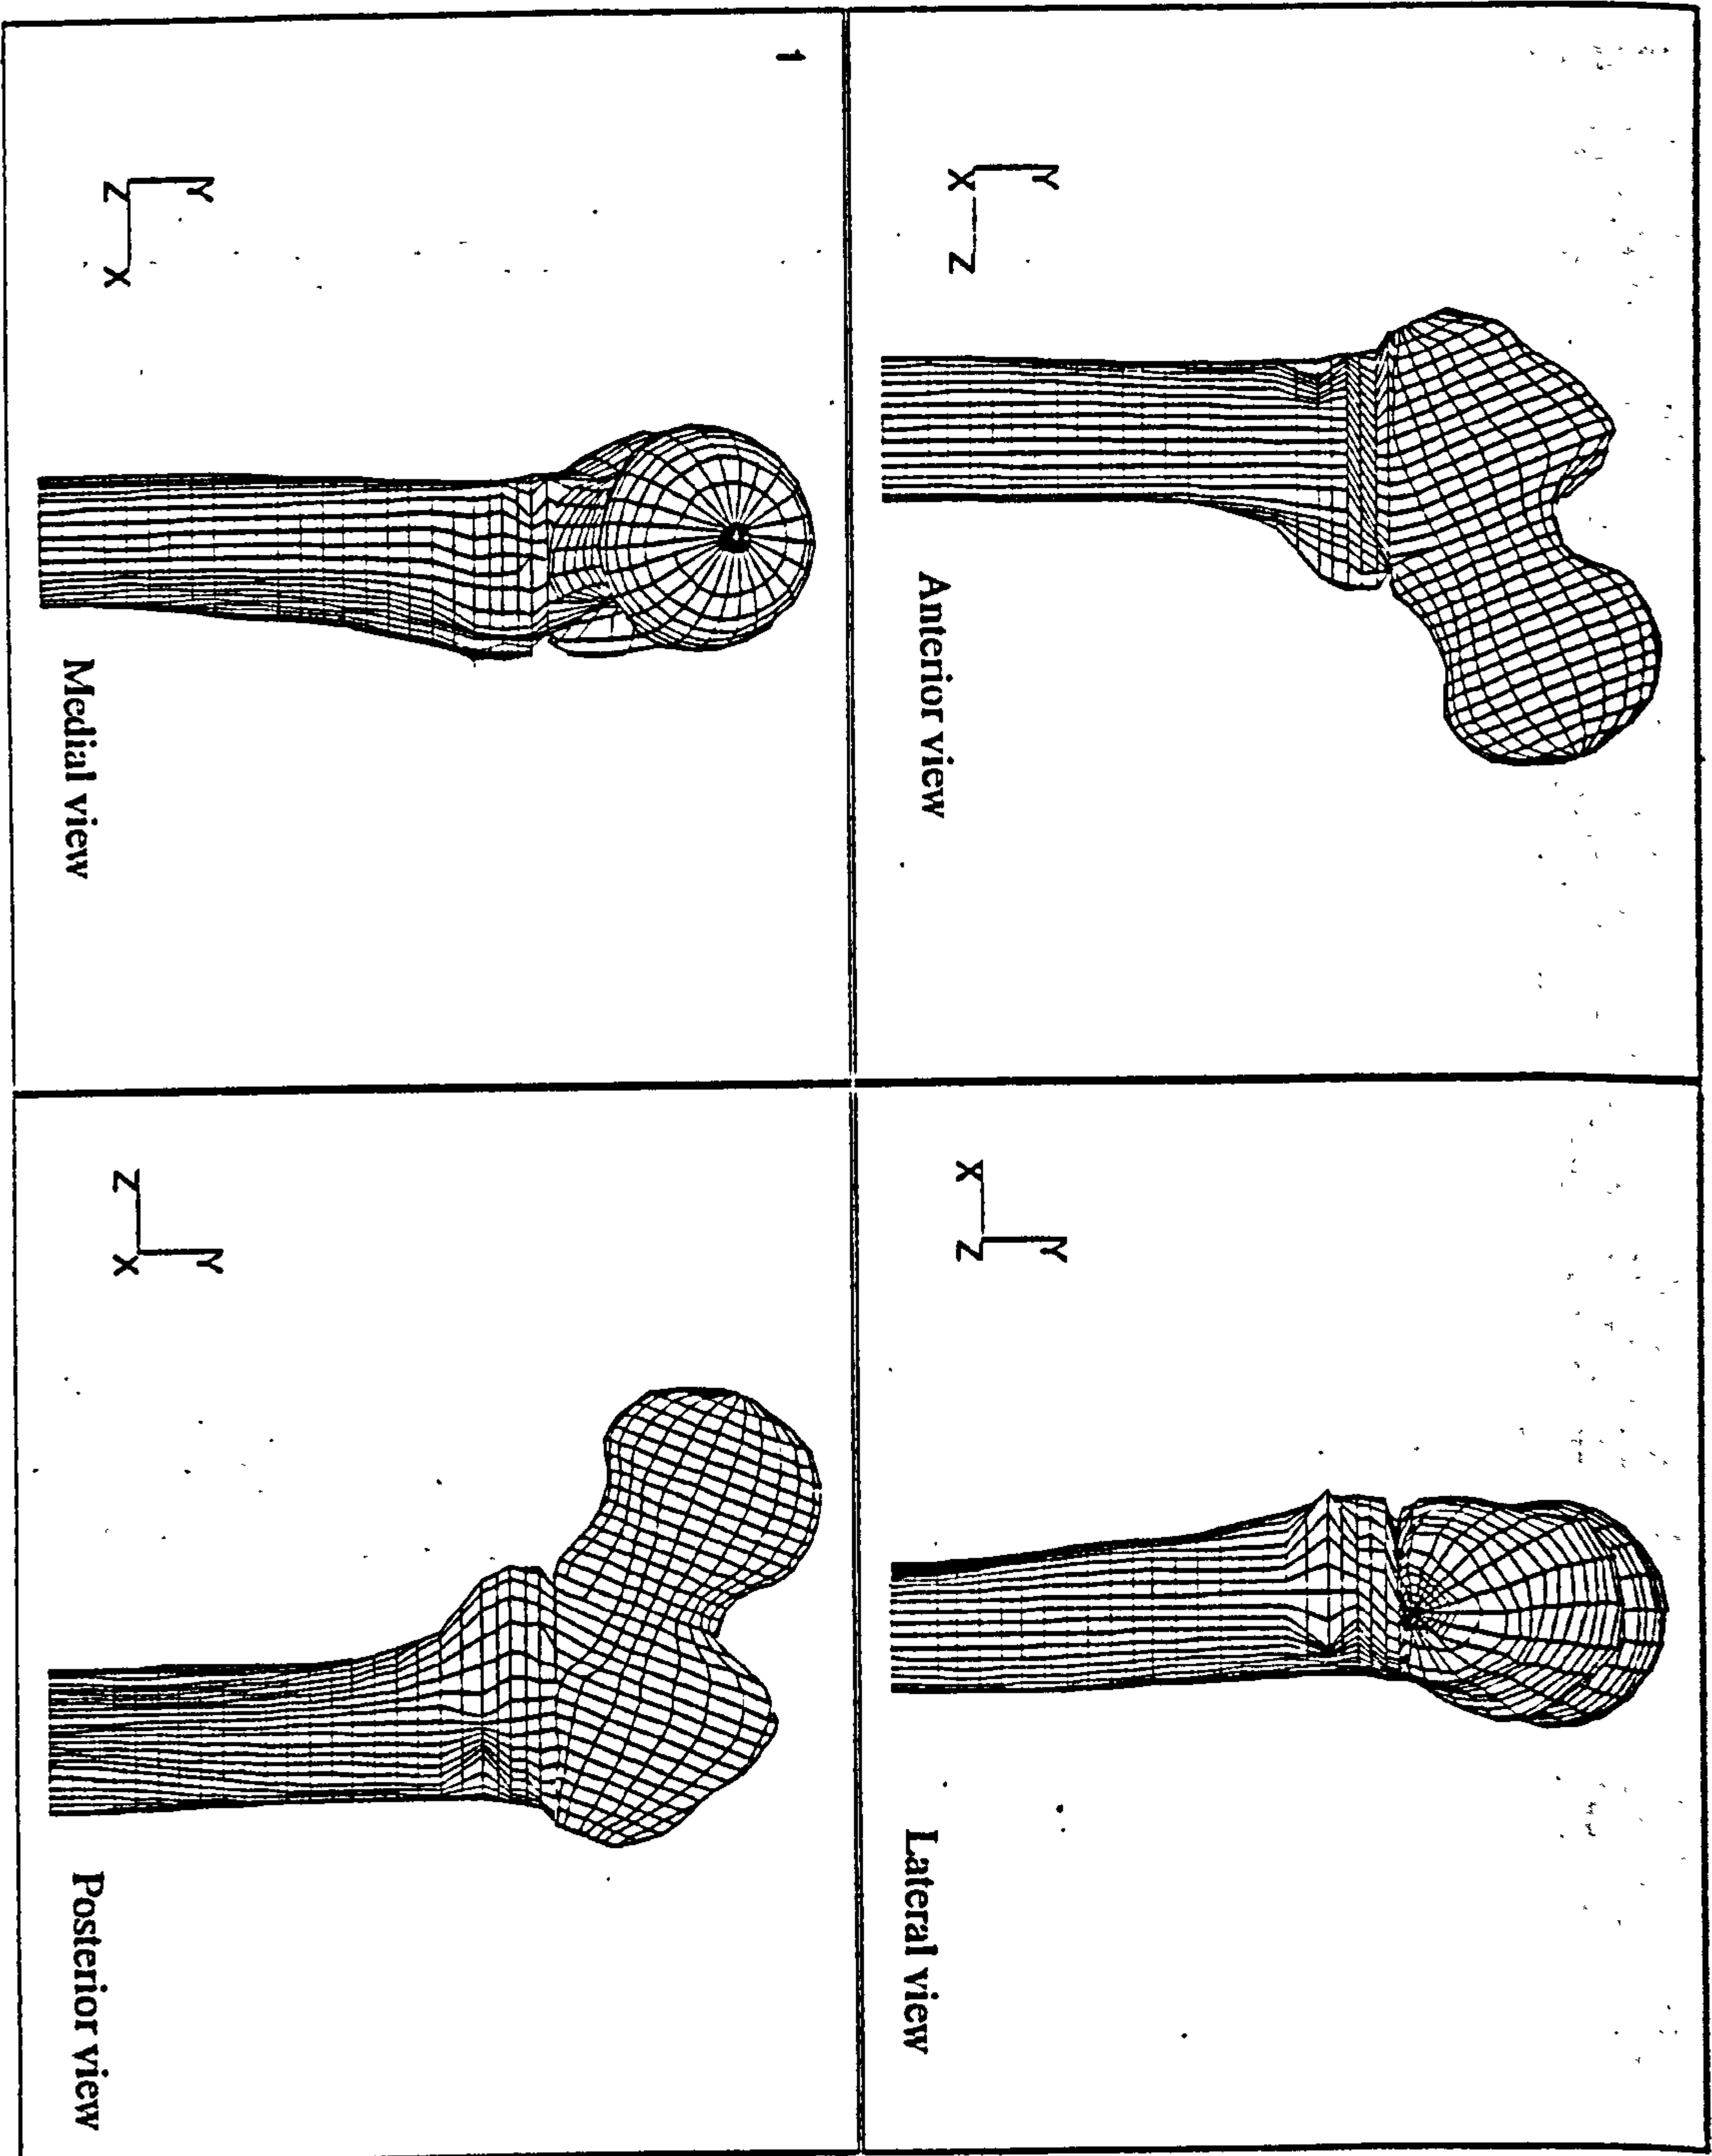 Y
X Z
Anterior view
Y
X Z
Lateral view
1
Y
Z X
Medial view
Y
Z X
Posterior view